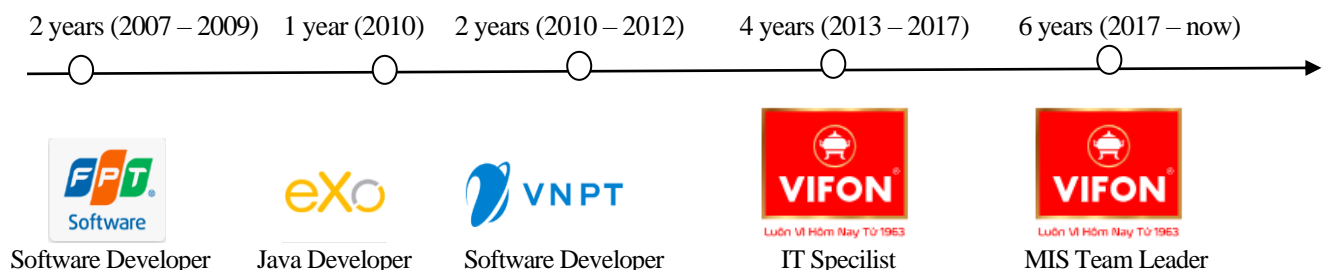 2 years (2007 – 2009) 1 year (2010) 2 years (2010 – 2012) 4 years (2013 – 2017) 6 years (2017 – now)
FPT. Software
eXo
VNPT
VIFON®
Luôn Vì Hôm Nay Từ 1963
VIFON®
Luôn Vì Hôm Nay Từ 1963
Software Developer Java Developer Software Developer IT Specilist MIS Team Leader